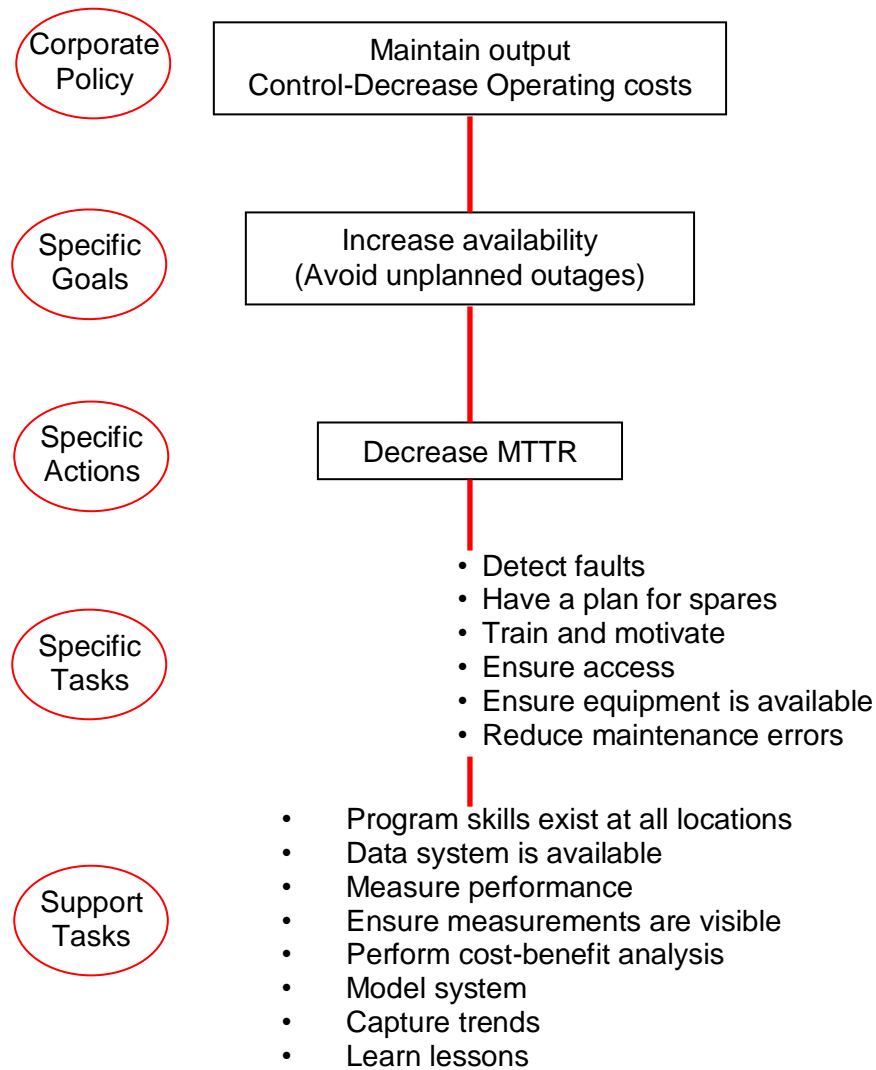 Corporate
Policy
Maintain output
Control-Decrease Operating costs
Specific
Goals
Increase availability
(Avoid unplanned outages)
Specific
Actions
Decrease MTTR
Specific
Tasks
• Detect faults
• Have a plan for spares
• Train and motivate
• Ensure access
• Ensure equipment is available
• Reduce maintenance errors
Support
Tasks
• Program skills exist at all locations
• Data system is available
• Measure performance
• Ensure measurements are visible
• Perform cost-benefit analysis
• Model system
• Capture trends
• Learn lessons